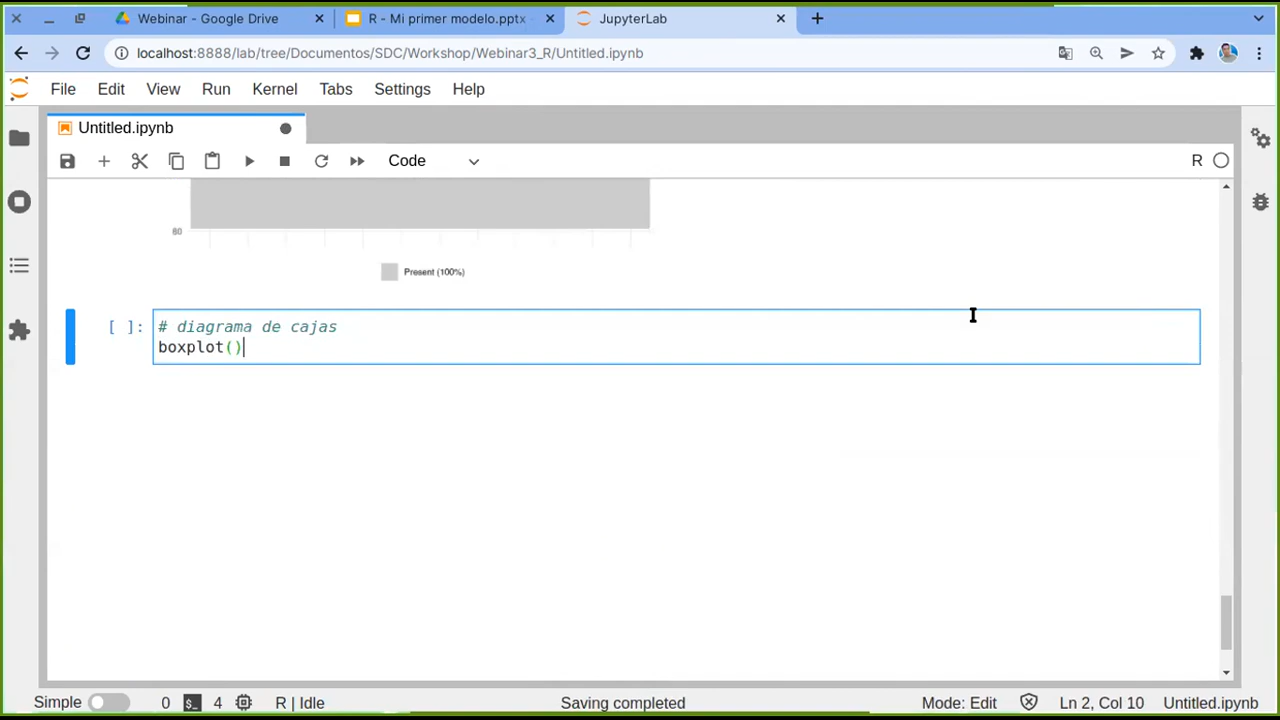 Webinar - Google Drive
R - Mi primer modelo.pptx -
JupyterLab
localhost:8888/lab/tree/Documentos/SDC/Workshop/Webinar3_R/Untitled.ipynb
File Edit View Run Kernel Tabs Settings Help
Untitled.ipynb
Code
R
60
Present (100%)
[ ]: # diagrama de cajas
boxplot()
Simple 0 4 R | Idle Saving completed Mode: Edit Ln 2, Col 10 Untitled.ipynb